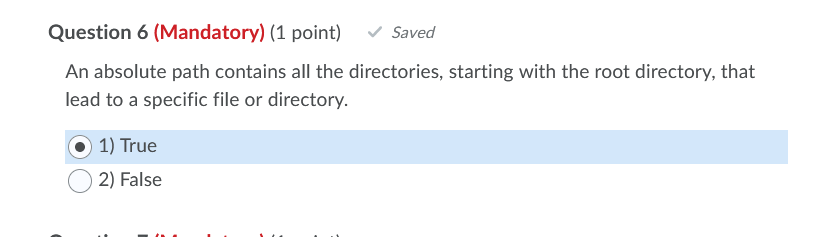 Question 6 (Mandatory) (1 point) Saved
An absolute path contains all the directories, starting with the root directory, that
lead to a specific file or directory.
1) True
2) False